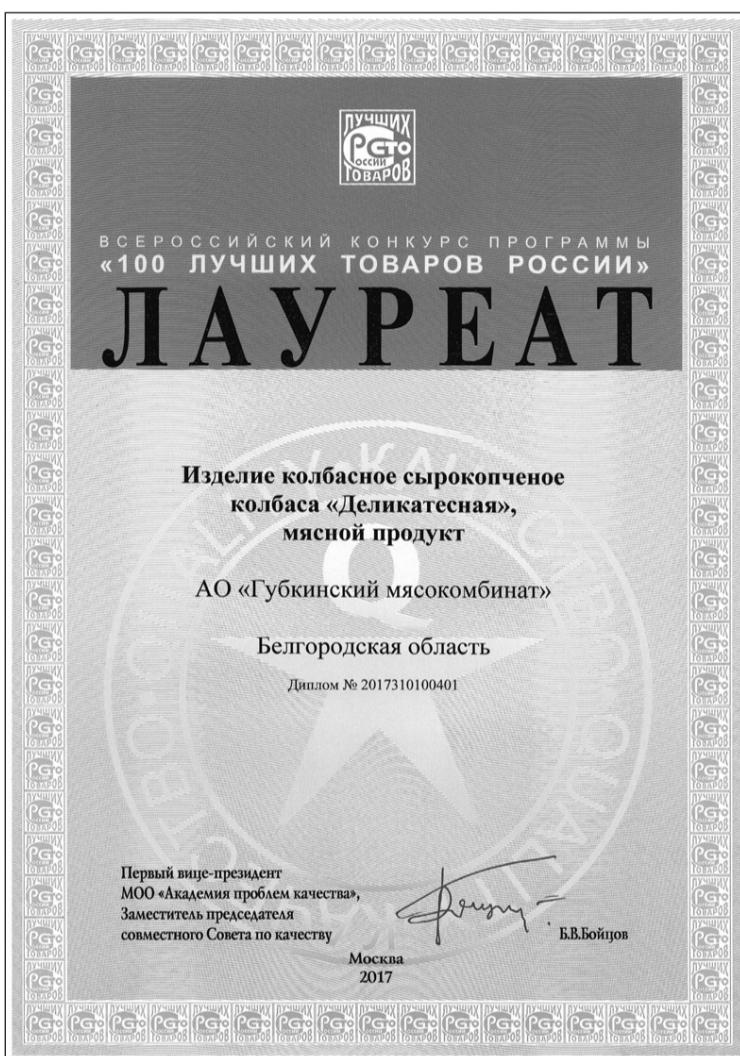 ЛУЧШИХ
РСТО
РОССИИ
ТОВАРОВ
ВСЕРОССИЙСКИЙ КОНКУРС ПРОГРАММЫ
«100 ЛУЧШИХ ТОВАРОВ РОССИИ»
ЛАУРЕАТ
Изделие колбасное сырокопченое
колбаса «Деликатесная»,
мясной продукт
АО «Губкинский мясокомбинат»
Белгородская область
Диплом № 2017310100401
Первый вице-президент
МОО «Академия проблем качества»,
Заместитель председателя
совместного Совета по качеству
Б.В.Бойцов
Москва
2017